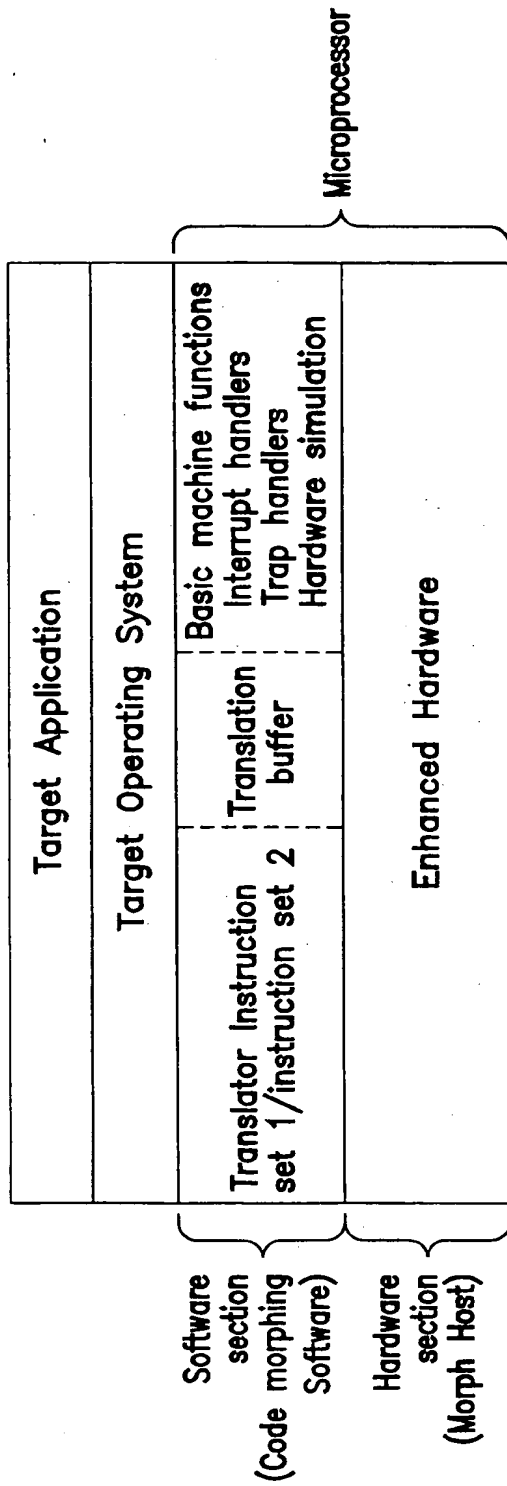 Target Application
Target Operating System
Software
section
(Code morphing
Software)
Translator Instruction
set 1/instruction set 2
Translation
buffer
Basic machine functions
Interrupt handlers
Trap handlers
Hardware simulation
Microprocessor
Hardware
section
(Morph Host)
Enhanced Hardware